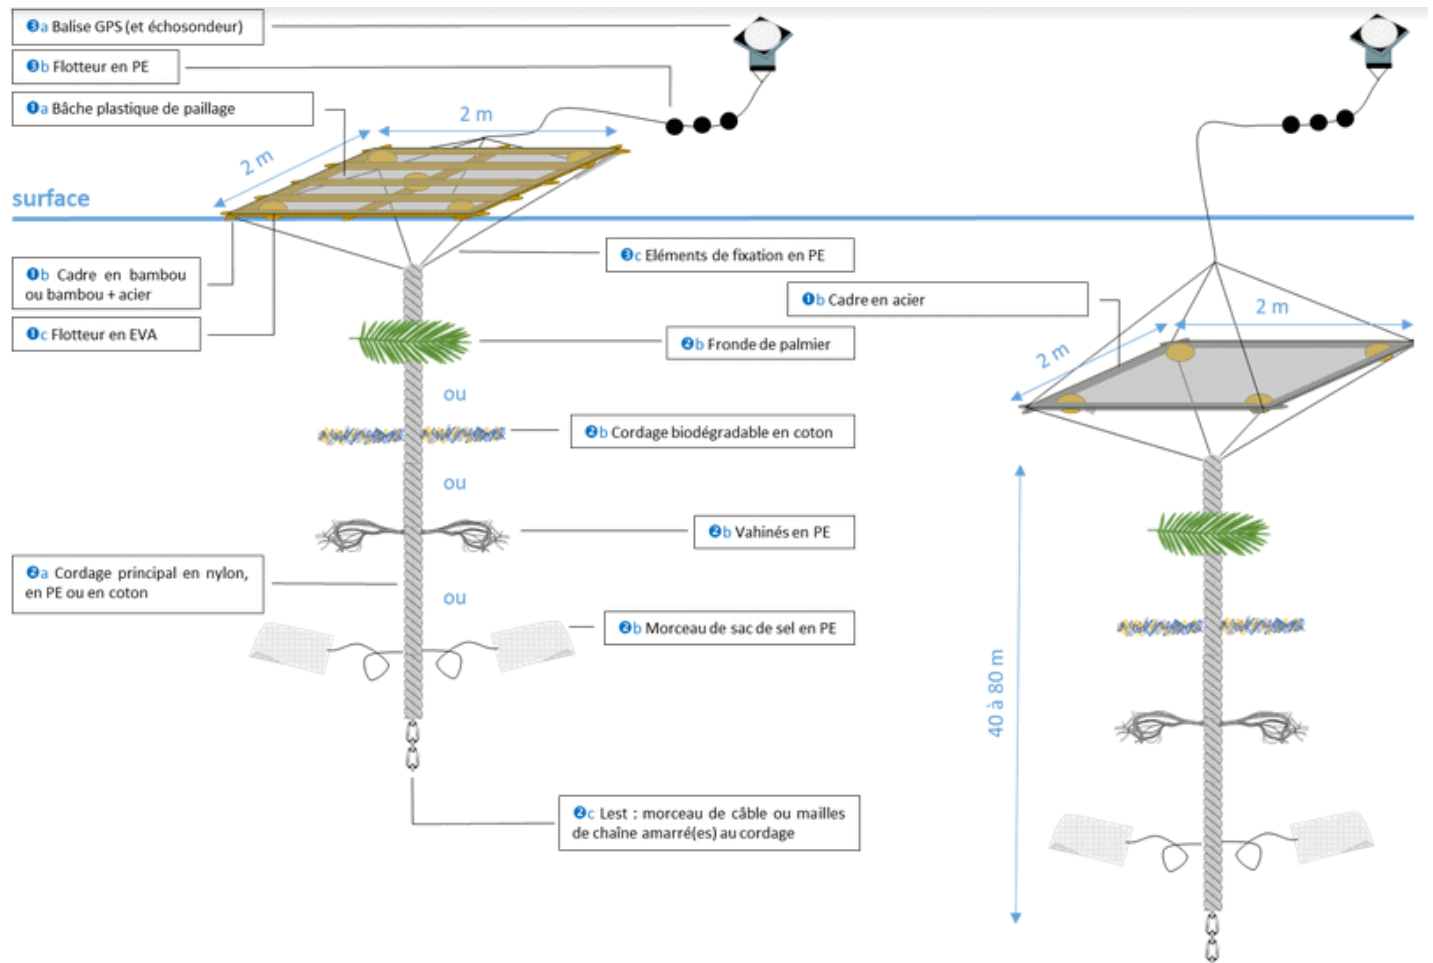 ❸a Balise GPS (et échosondeur)
❸b Flotteur en PE
❶a Bâche plastique de paillage
2 m
2 m
surface
❸c Eléments de fixation en PE
❶b Cadre en bambou
ou bambou + acier
❶b Cadre en acier
2 m
2 m
❶c Flotteur en EVA
❷b Fronde de palmier
ou
❷b Cordage biodégradable en coton
ou
❷b Vahinés en PE
❷a Cordage principal en nylon,
en PE ou en coton
ou
❷b Morceau de sac de sel en PE
40 à 80 m
❷c Lest : morceau de câble ou mailles
de chaîne amarré(es) au cordage